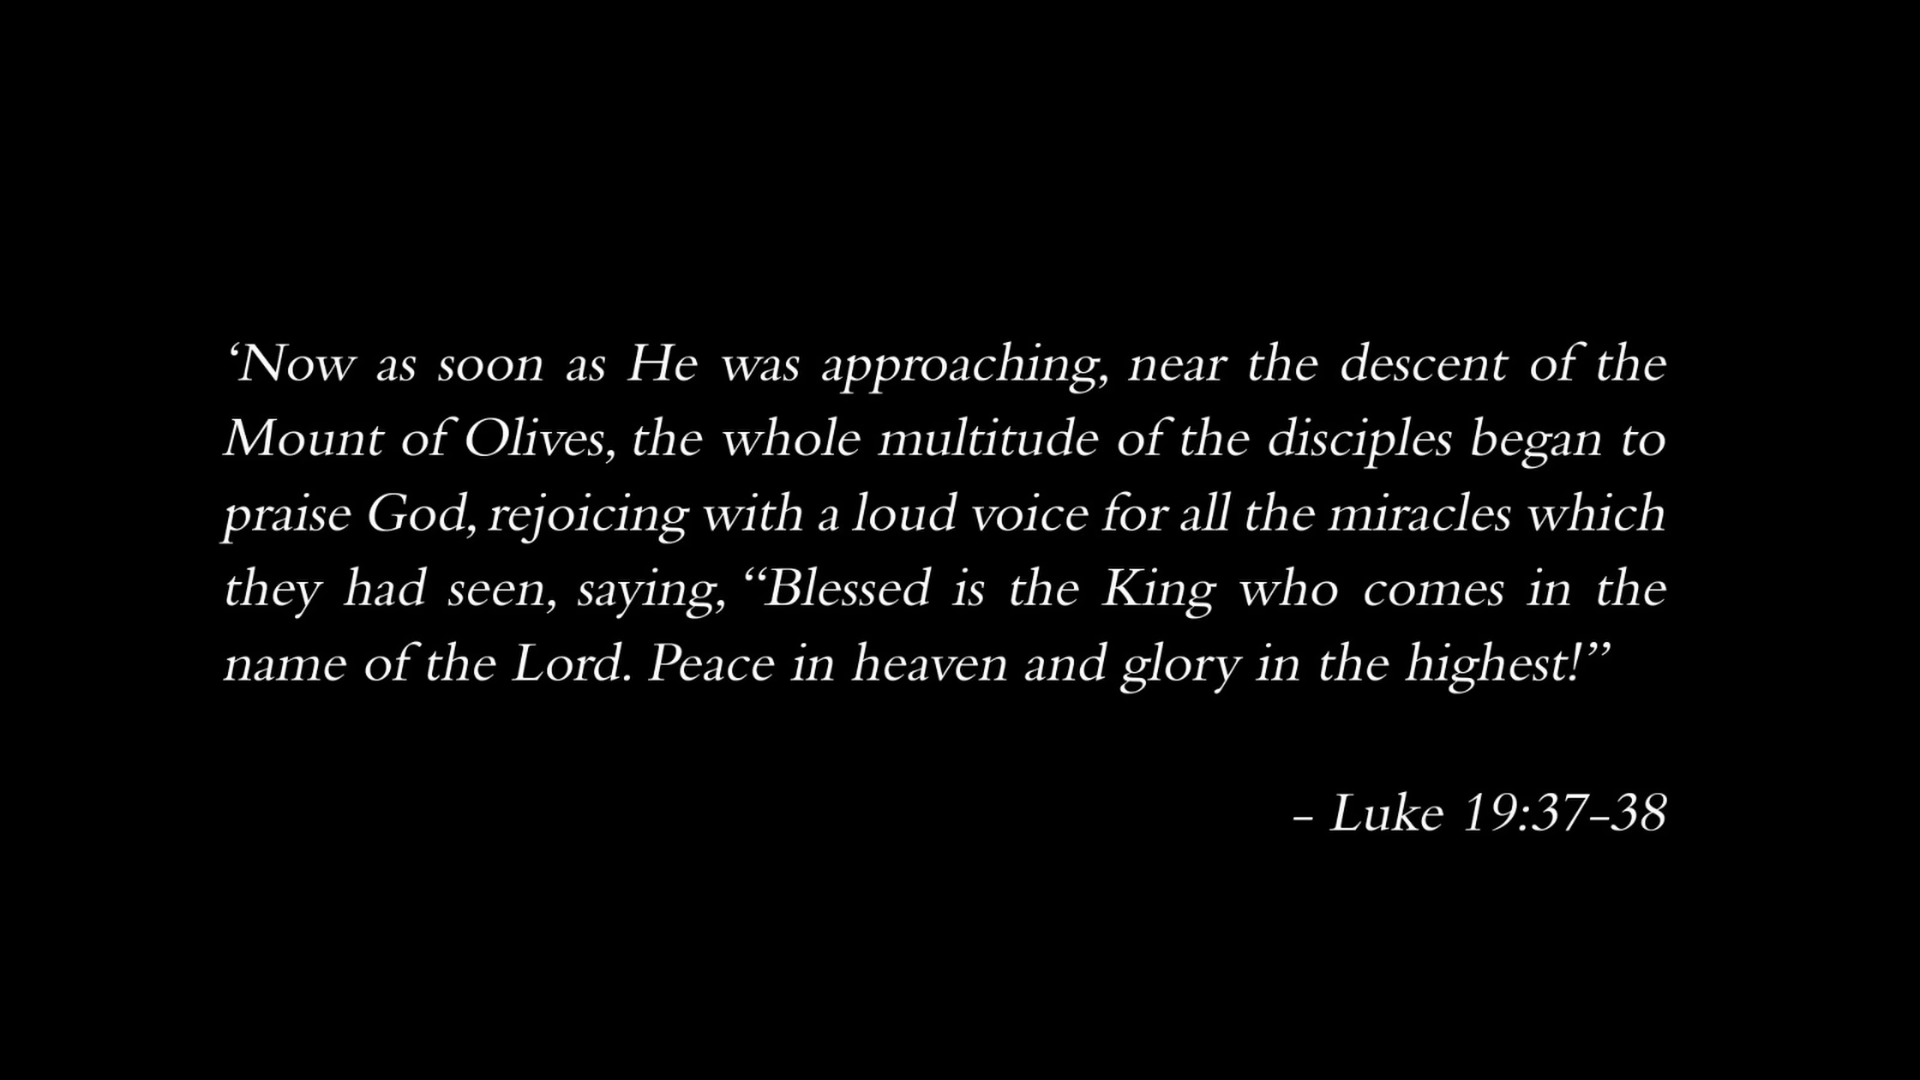 ‘Now as soon as He was approaching, near the descent of the
Mount of Olives, the whole multitude of the disciples began to
praise God, rejoicing with a loud voice for all the miracles which
they had seen, saying, “Blessed is the King who comes in the
name of the Lord. Peace in heaven and glory in the highest!”
– Luke 19:37–38